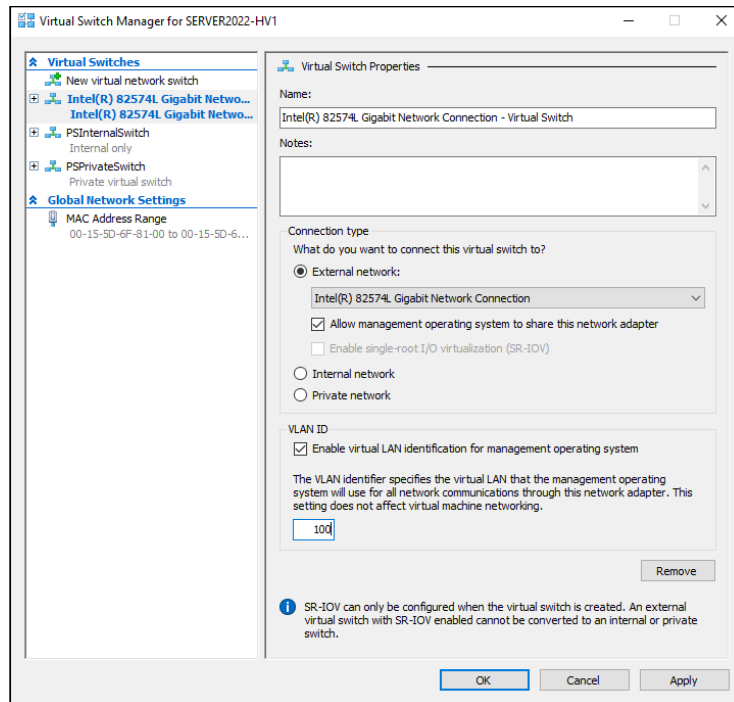 Virtual Switch Manager for SERVER2022-HV1
Virtual Switches
New virtual network switch
Intel(R) 82574L Gigabit Netwo...
Intel(R) 82574L Gigabit Netwo...
PSInternalSwitch
Internal only
PSPrivateSwitch
Private virtual switch
Global Network Settings
MAC Address Range
00-15-5D-6F-81-00 to 00-15-5D-6...
Virtual Switch Properties
Name:
Intel(R) 82574L Gigabit Network Connection - Virtual Switch
Notes:
Connection type
What do you want to connect this virtual switch to?
External network:
Intel(R) 82574L Gigabit Network Connection
Allow management operating system to share this network adapter
Enable single-root I/O virtualization (SR-IOV)
Internal network
Private network
VLAN ID
Enable virtual LAN identification for management operating system
The VLAN identifier specifies the virtual LAN that the management operating
system will use for all network communications through this network adapter. This
setting does not affect virtual machine networking.
100
Remove
SR-IOV can only be configured when the virtual switch is created. An external
virtual switch with SR-IOV enabled cannot be converted to an internal or private
switch.
OK
Cancel
Apply